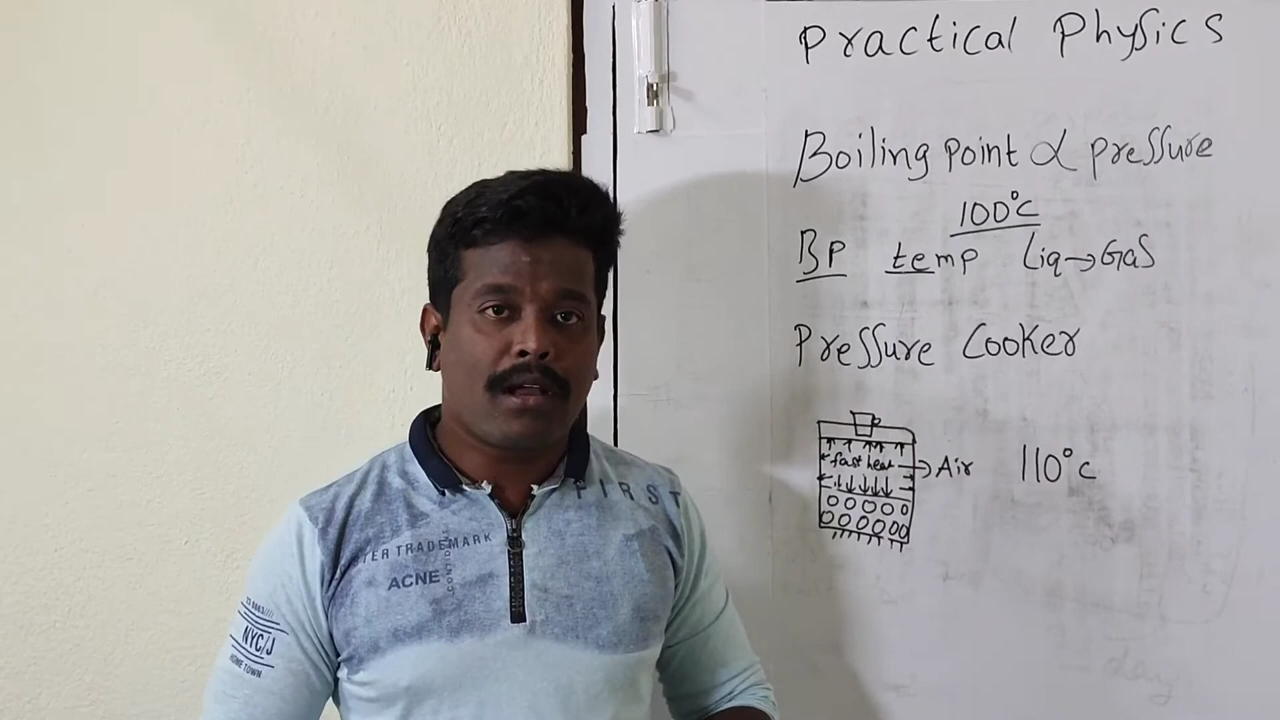 Practical Physics
Boiling point ∝ pressure
100°C
BP temp Liq→Gas
Pressure Cooker
fast heat → Air 110°C
FIRST
TER TRADEMARK
ACNE
NYC/J
HOME TOWN